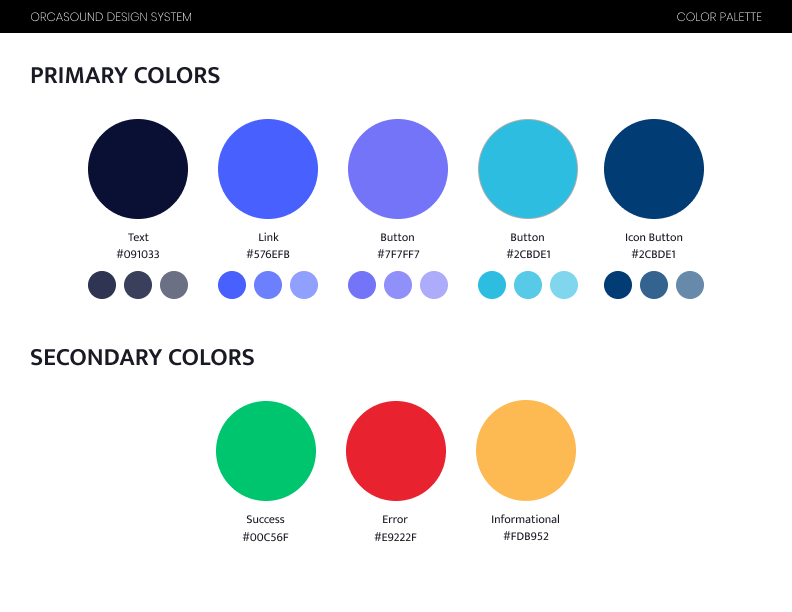 ORCASOUND DESIGN SYSTEM
COLOR PALETTE
PRIMARY COLORS
Text
#091033
Link
#576EFB
Button
#7F7FF7
Button
#2CBDE1
Icon Button
#2CBDE1
SECONDARY COLORS
Success
#00C56F
Error
#E9222F
Informational
#FDB952